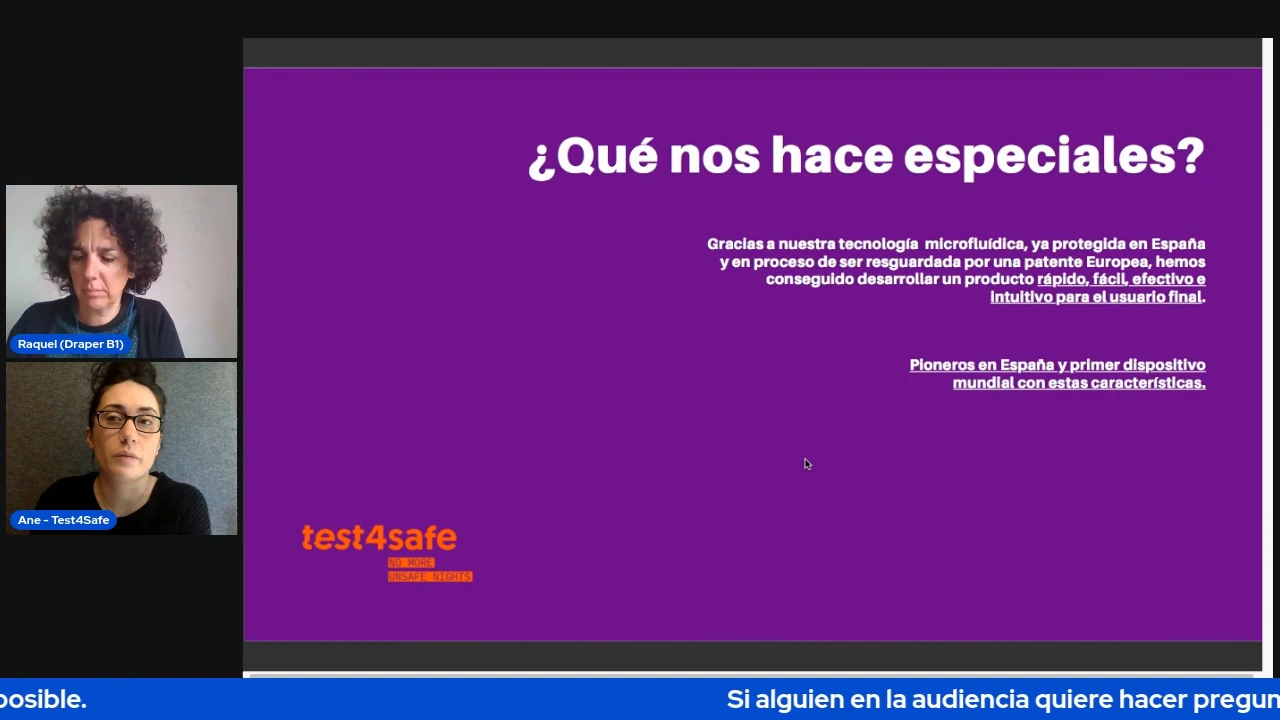 ¿Qué nos hace especiales?
Gracias a nuestra tecnología  microfluídica, ya protegida en España
y en proceso de ser resguardada por una patente Europea, hemos
conseguido desarrollar un producto rápido, fácil, efectivo e
intuitivo para el usuario final.
Pioneros en España y primer dispositivo
mundial con estas características.
Raquel (Draper B1)
Ane - Test4Safe
test4safe
NO MORE
UNSAFE NIGHTS
posible.
Si alguien en la audiencia quiere hacer pregun